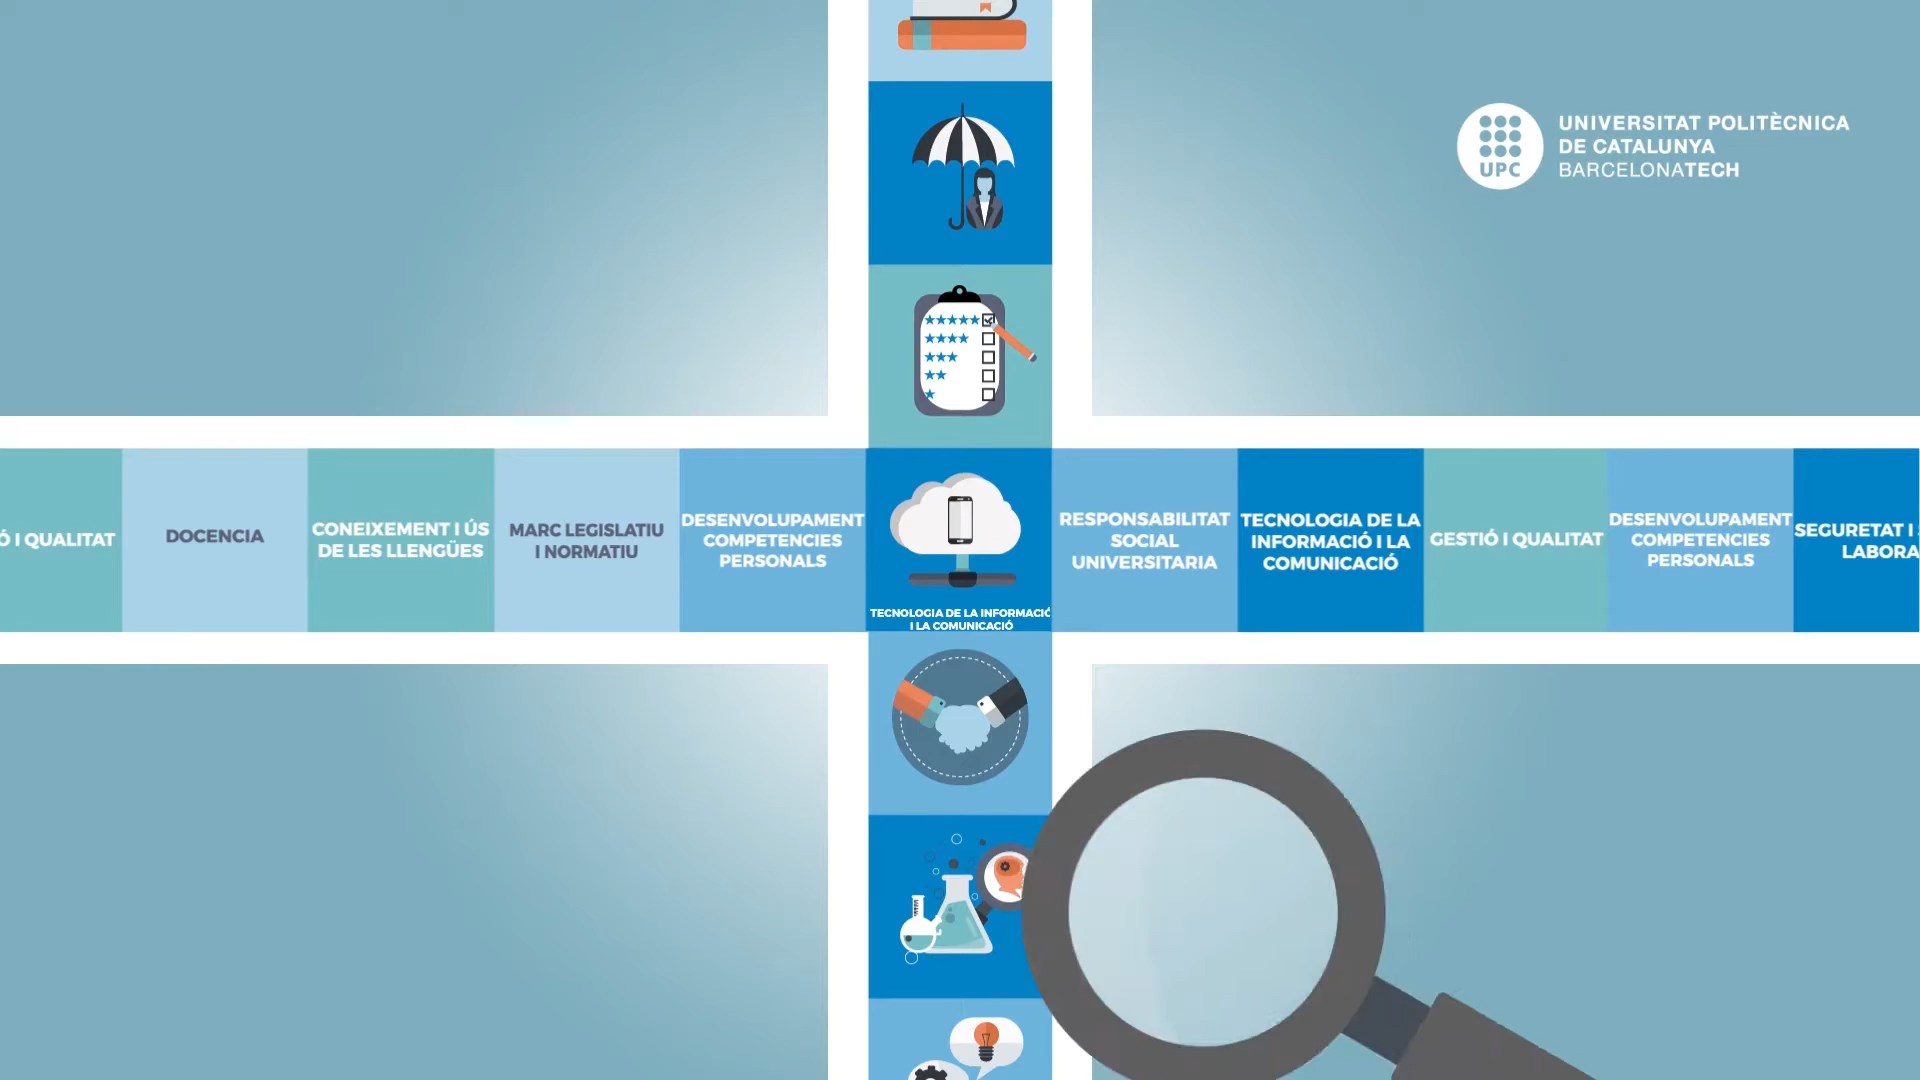 UNIVERSITAT POLITÈCNICA
DE CATALUNYA
BARCELONATECH
UPC
Ó I QUALITAT
DOCENCIA
CONEIXEMENT I ÚS
DE LES LLENGÜES
MARC LEGISLATIU
I NORMATIU
DESENVOLUPAMENT
COMPETENCIES
PERSONALS
TECNOLOGIA DE LA INFORMACIÓ
I LA COMUNICACIÓ
RESPONSABILITAT
SOCIAL
UNIVERSITARIA
TECNOLOGIA DE LA
INFORMACIÓ I LA
COMUNICACIÓ
GESTIÓ I QUALITAT
DESENVOLUPAMENT
COMPETENCIES
PERSONALS
SEGURETAT I
LABORA